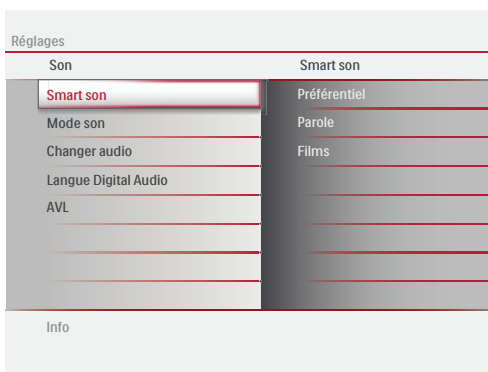 Réglages
Son Smart son
Smart son Préférentiel
Mode son Parole
Changer audio Films
Langue Digital Audio
AVL
Info